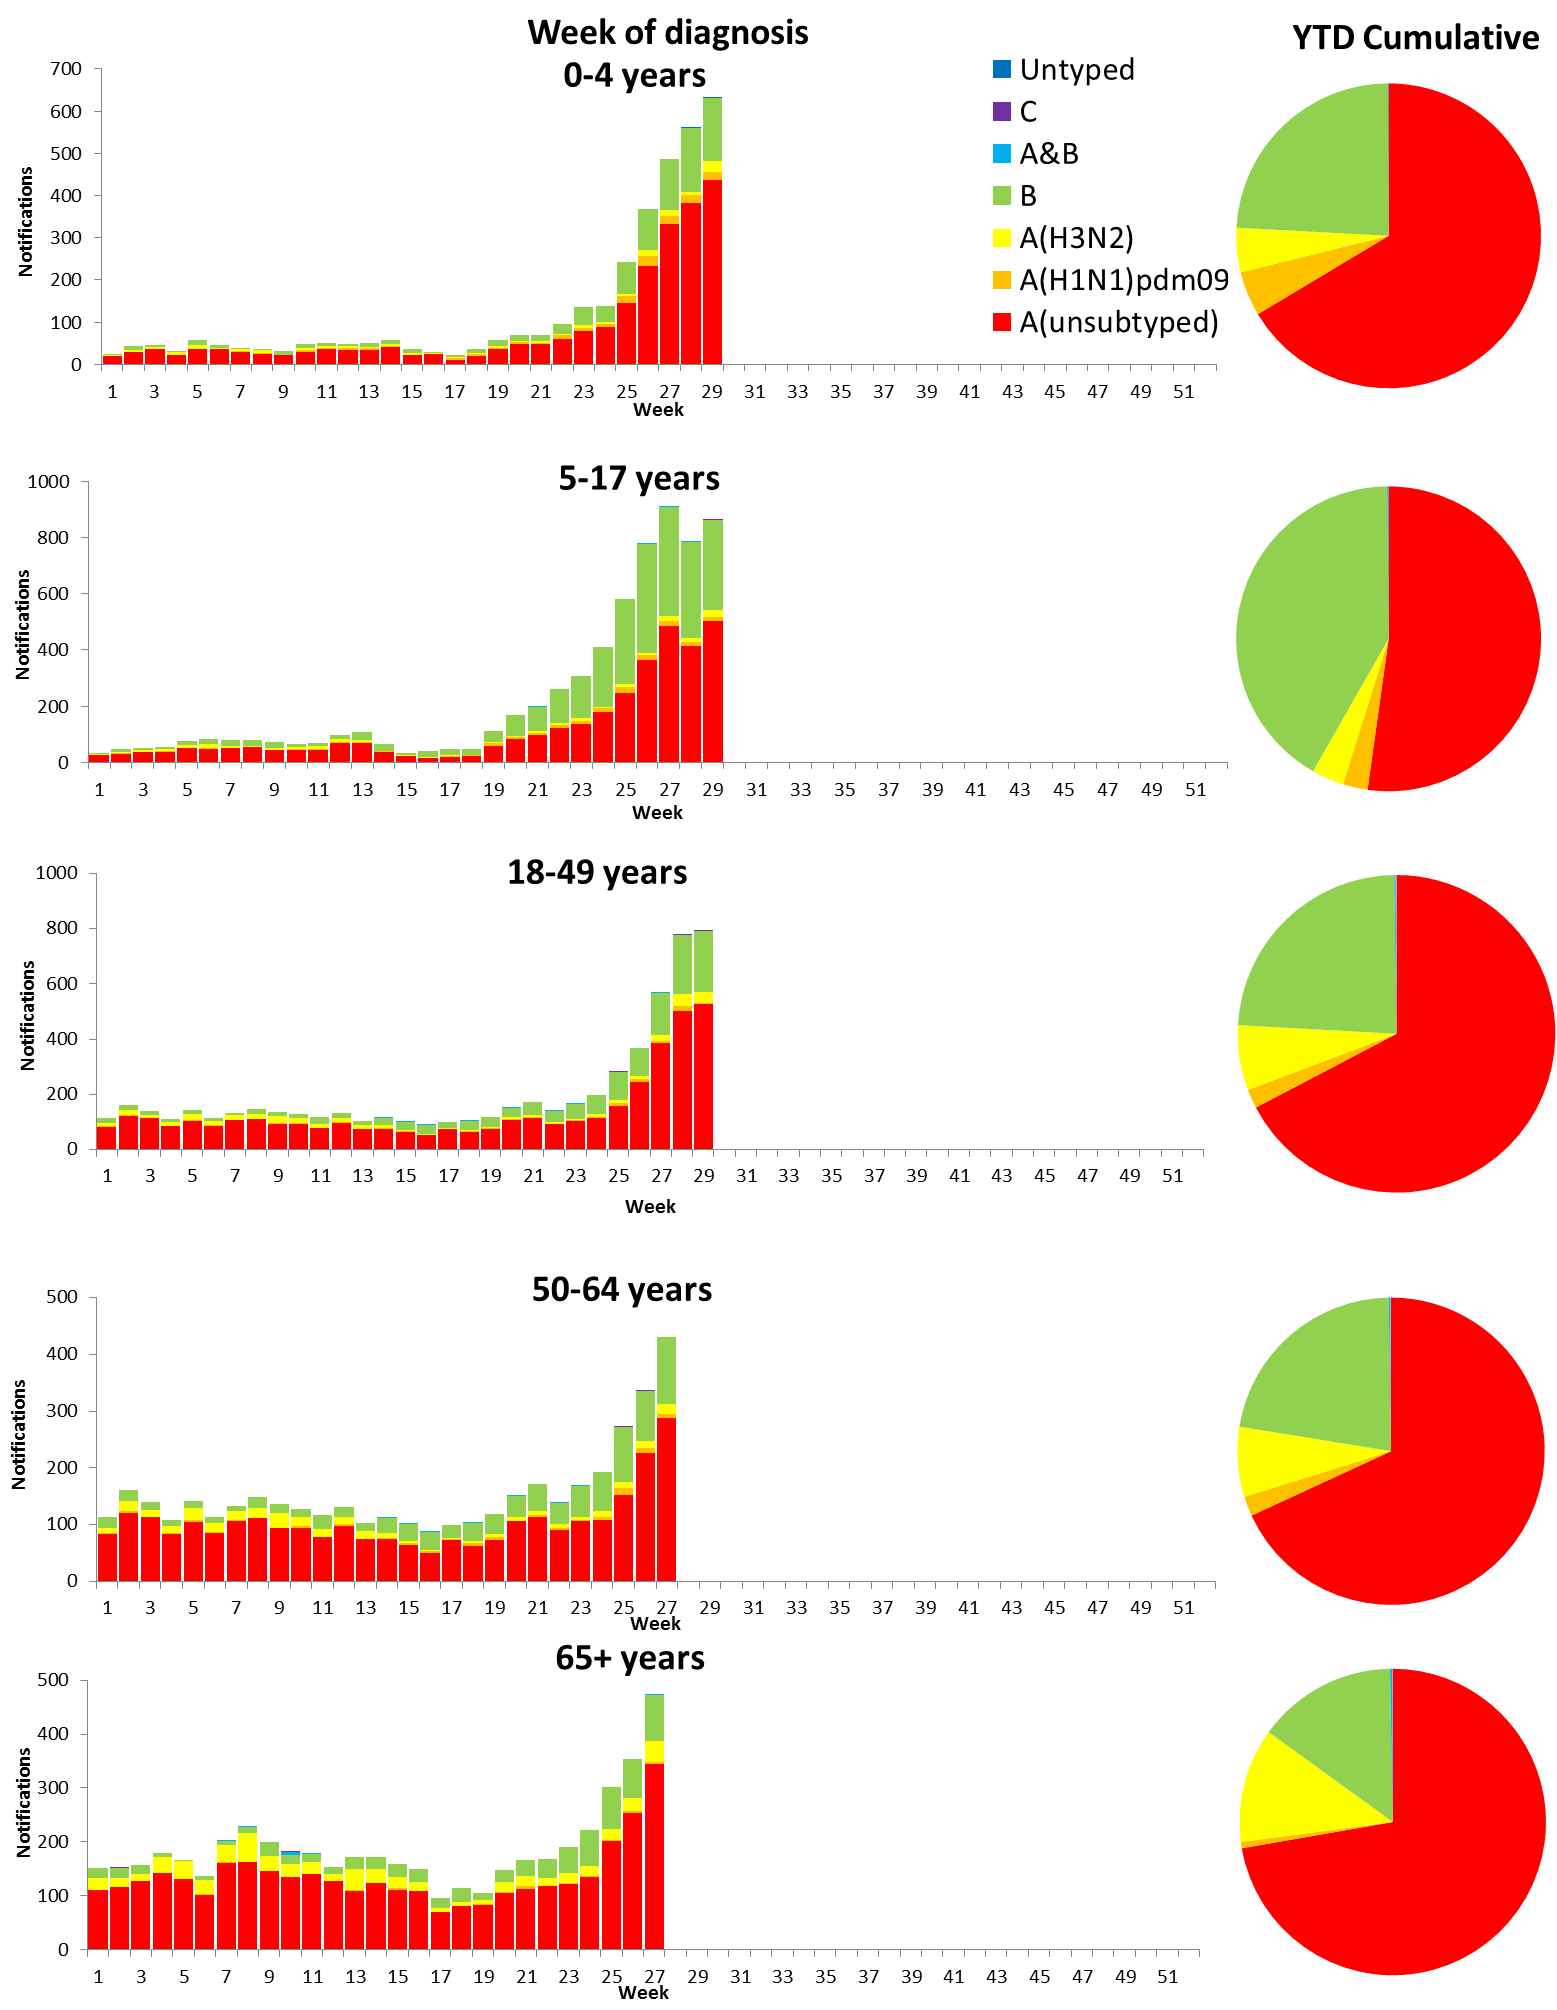 Week of diagnosis
YTD Cumulative
0-4 years
Untyped
C
A&B
B
A(H3N2)
A(H1N1)pdm09
A(unsubtyped)
Notifications
700
600
500
400
300
200
100
0
1 3 5 7 9 11 13 15 17 19 21 23 25 27 29 31 33 35 37 39 41 43 45 47 49 51
Week
5-17 years
Notifications
1000
800
600
400
200
0
1 3 5 7 9 11 13 15 17 19 21 23 25 27 29 31 33 35 37 39 41 43 45 47 49 51
Week
18-49 years
Notifications
1000
800
600
400
200
0
1 3 5 7 9 11 13 15 17 19 21 23 25 27 29 31 33 35 37 39 41 43 45 47 49 51
Week
50-64 years
Notifications
500
400
300
200
100
0
1 3 5 7 9 11 13 15 17 19 21 23 25 27 29 31 33 35 37 39 41 43 45 47 49 51
Week
65+ years
Notifications
500
400
300
200
100
0
1 3 5 7 9 11 13 15 17 19 21 23 25 27 29 31 33 35 37 39 41 43 45 47 49 51
Week